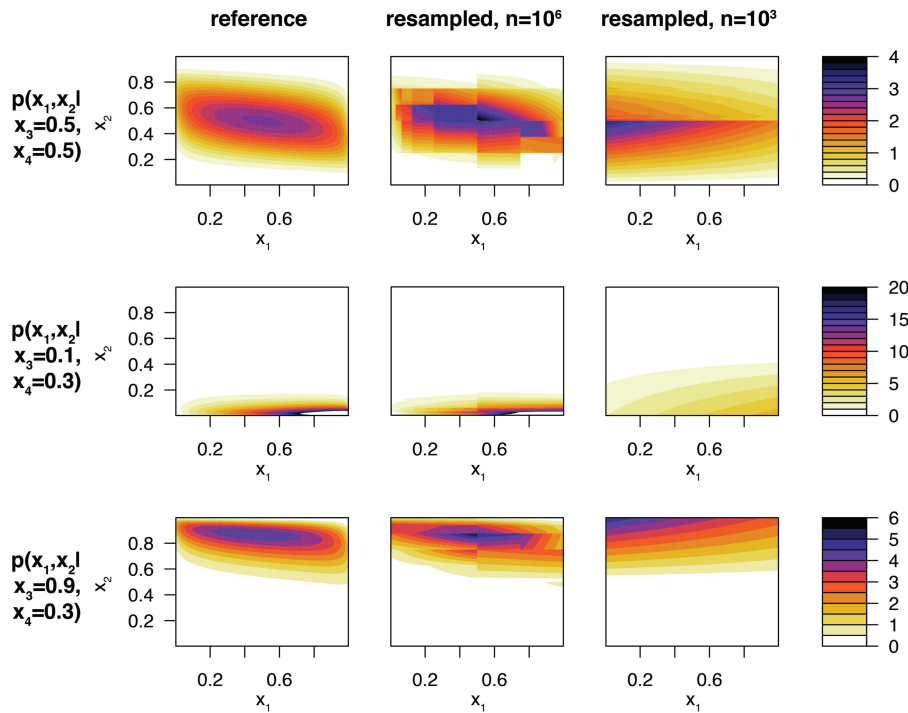 reference resampled, n=10⁶ resampled, n=10³
p(x₁,x₂|
x₃=0.5,
x₄=0.5)
x₂
0.8
0.6
0.4
0.2
0.2 0.6 0.2 0.6 0.2 0.6
x₁ x₁ x₁
4
3
2
1
0
p(x₁,x₂|
x₃=0.1,
x₄=0.3)
x₂
0.8
0.6
0.4
0.2
0.2 0.6 0.2 0.6 0.2 0.6
x₁ x₁ x₁
20
15
10
5
0
p(x₁,x₂|
x₃=0.9,
x₄=0.3)
x₂
0.8
0.6
0.4
0.2
0.2 0.6 0.2 0.6 0.2 0.6
x₁ x₁ x₁
6
5
4
3
2
1
0